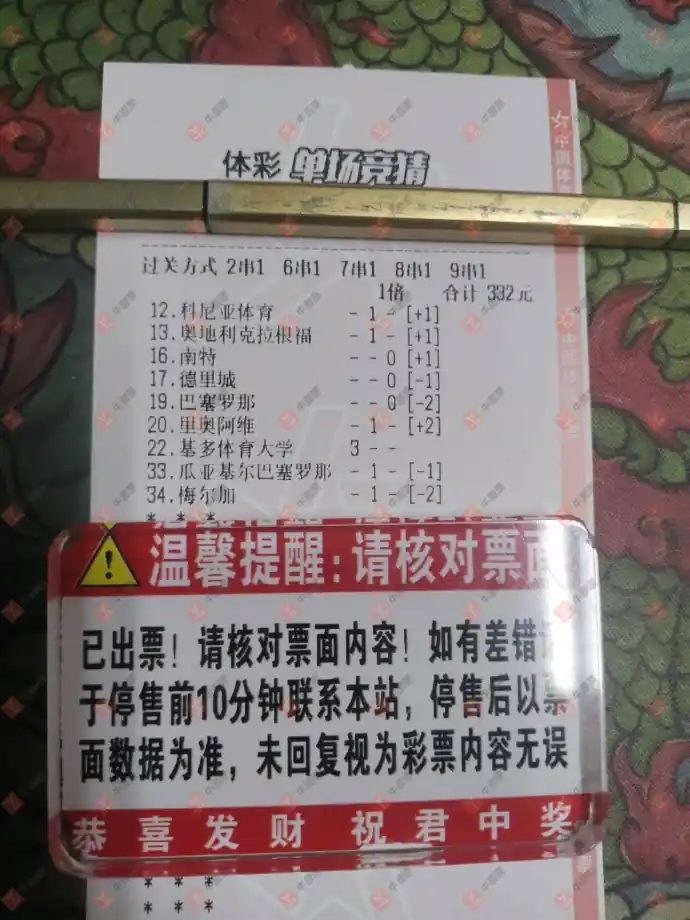 体彩 单场竞猜
中国体
过关方式 2串1 6串1 7串1 8串1 9串1
1倍 合计 332元
12.科尼亚体育 - 1 - [+1]
13.奥地利克拉根福 - 1 - [+1]
16.南特 - - 0 [+1]
17.德里城 - - 0 [-1]
19.巴塞罗那 - - 0 [-2]
20.里奥阿维 - 1 - [+2]
22.基多体育大学 3 - -
33.瓜亚基尔巴塞罗那 - 1 - [-1]
34.梅尔加 - 1 - [-2]
* * *
温馨提醒:请核对票面
已出票!请核对票面内容!如有差错
于停售前10分钟联系本站,停售后以票
面数据为准,未回复视为彩票内容无误
恭喜发财 祝君中奖
* * *
* * *